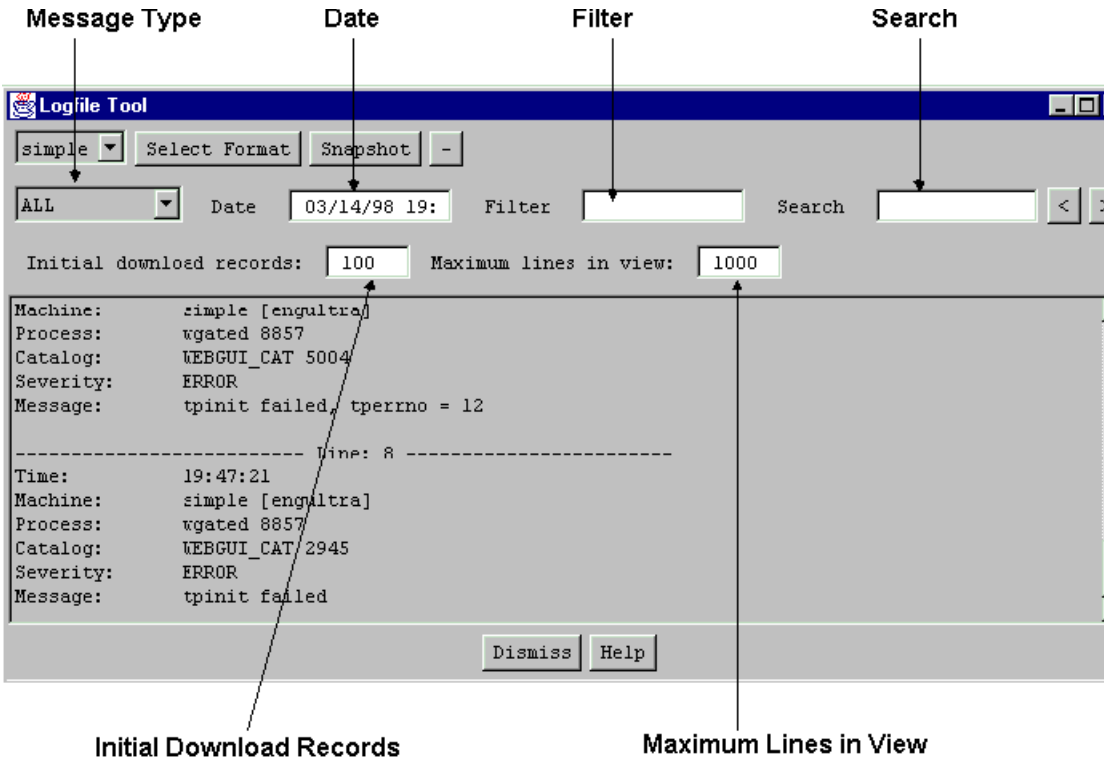 Message Type Date Filter Search
Logfile Tool
simple Select Format Snapshot -
ALL Date 03/14/98 19: Filter Search < >
Initial download records: 100 Maximum lines in view: 1000
Machine: simple [engultra]
Process: wgated 8857
Catalog: WEBGUI_CAT 5004
Severity: ERROR
Message: tpinit failed, tperrno = 12
-------------------------- Line: 8 ------------------------
Time: 19:47:21
Machine: simple [engultra]
Process: wgated 8857
Catalog: WEBGUI_CAT 2945
Severity: ERROR
Message: tpinit failed
Dismiss Help
Initial Download Records Maximum Lines in View